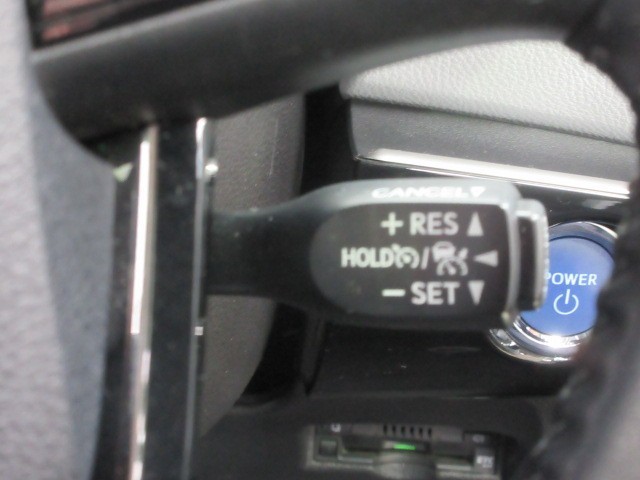 CANCEL
+ RES
HOLD /
- SET
POWER